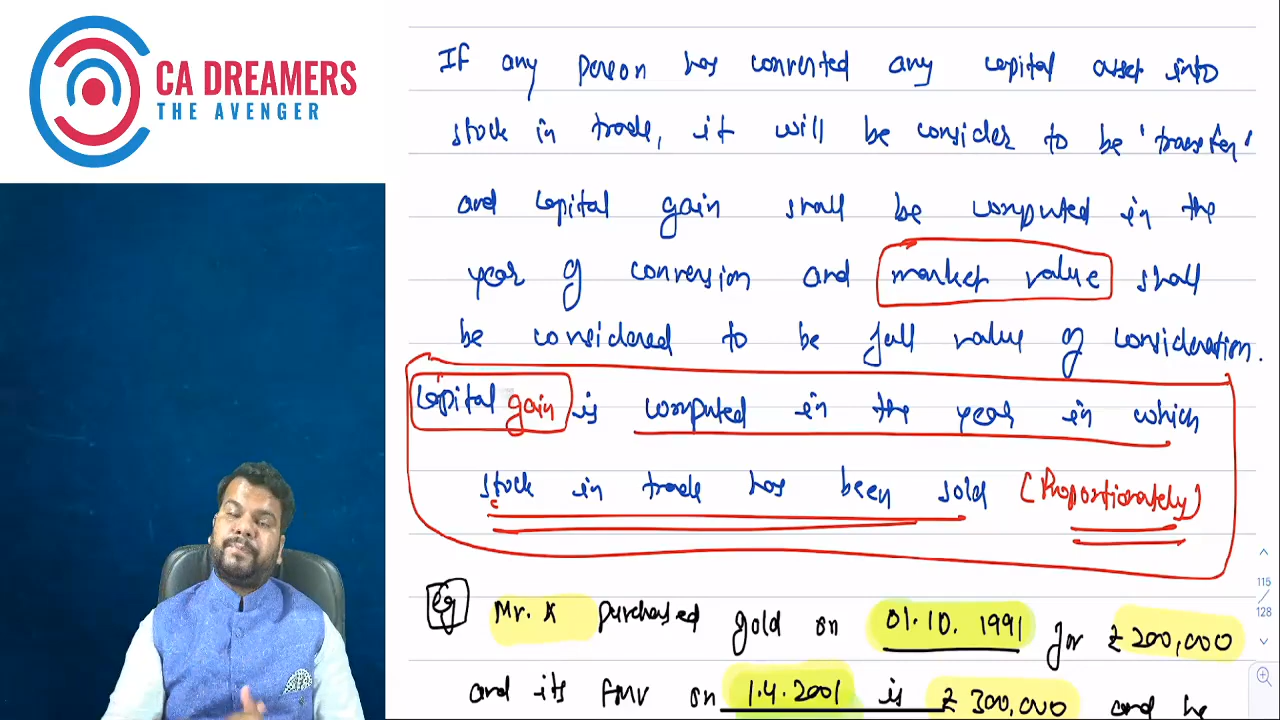 CA DREAMERS
THE AVENGER
If any person has converted any capital asset into
stock in trade, it will be consider to be 'transfer'
and capital gain shall be computed in the
year of conversion and market value shall
be considered to be full value of consideration.
Capital gain is computed in the year in which
stock in trade has been sold (Proportionately)
Eg Mr. X purchased gold on 01.10.1991 for ₹ 200,000
and its FMV on 1.4.2001 is ₹ 300,000 and he
115
/
128